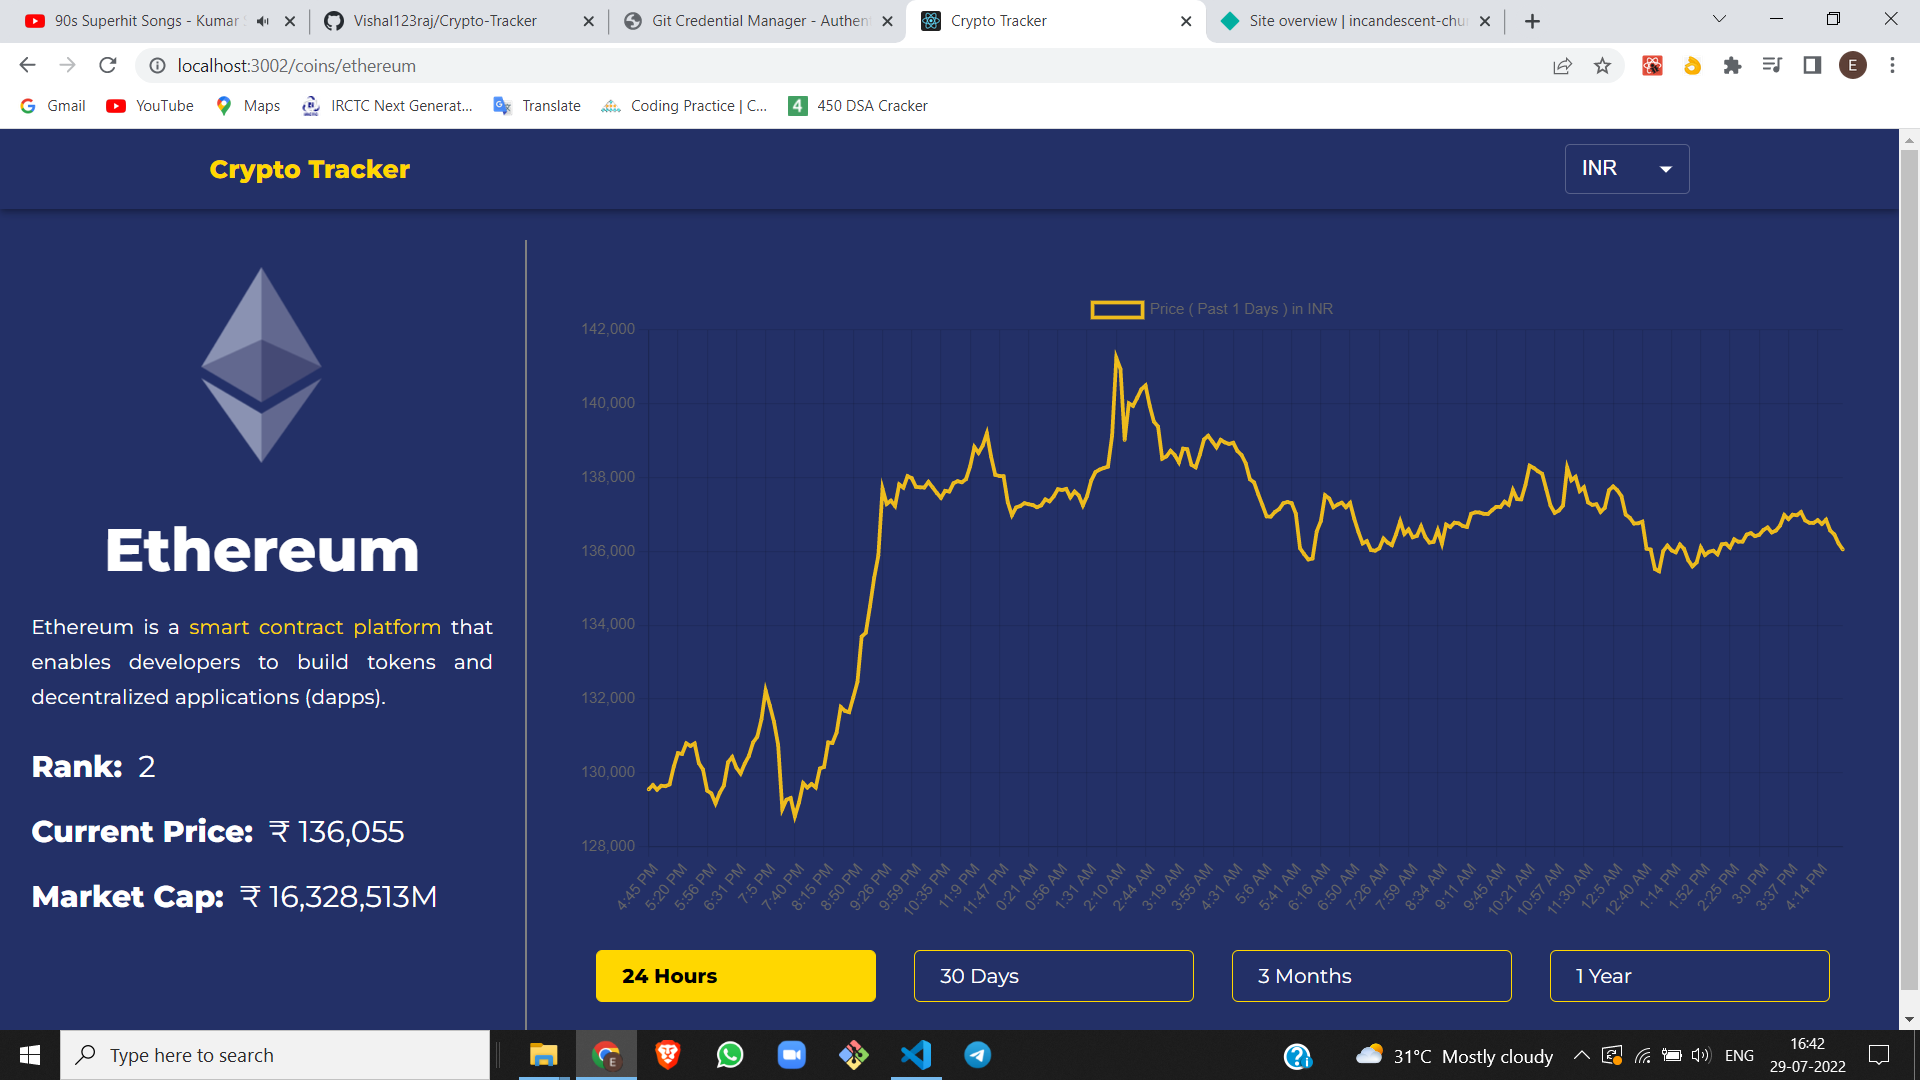 90s Superhit Songs - Kumar
Vishal123raj/Crypto-Tracker
Git Credential Manager - Authen
Crypto Tracker
Site overview | incandescent-chu
localhost:3002/coins/ethereum
E
Gmail
YouTube
Maps
IRCTC Next Generat...
Translate
Coding Practice | C...
4
450 DSA Cracker
Crypto Tracker
INR
Price ( Past 1 Days ) in INR
142,000
140,000
138,000
136,000
134,000
132,000
130,000
128,000
4:45 PM
5:20 PM
5:56 PM
6:31 PM
7:5 PM
7:40 PM
8:15 PM
8:50 PM
9:26 PM
9:59 PM
10:35 PM
11:9 PM
11:47 PM
0:21 AM
0:56 AM
1:31 AM
2:10 AM
2:44 AM
3:19 AM
3:55 AM
4:31 AM
5:6 AM
5:41 AM
6:16 AM
6:50 AM
7:26 AM
7:59 AM
8:34 AM
9:11 AM
9:45 AM
10:21 AM
10:57 AM
11:30 AM
12:5 AM
12:40 AM
1:14 PM
1:52 PM
2:25 PM
3:0 PM
3:37 PM
4:14 PM
Ethereum
Ethereum is a smart contract platform that
enables developers to build tokens and
decentralized applications (dapps).
Rank: 2
Current Price: ₹ 136,055
Market Cap: ₹ 16,328,513M
24 Hours
30 Days
3 Months
1 Year
Type here to search
E
31°C Mostly cloudy
ENG
16:42
29-07-2022